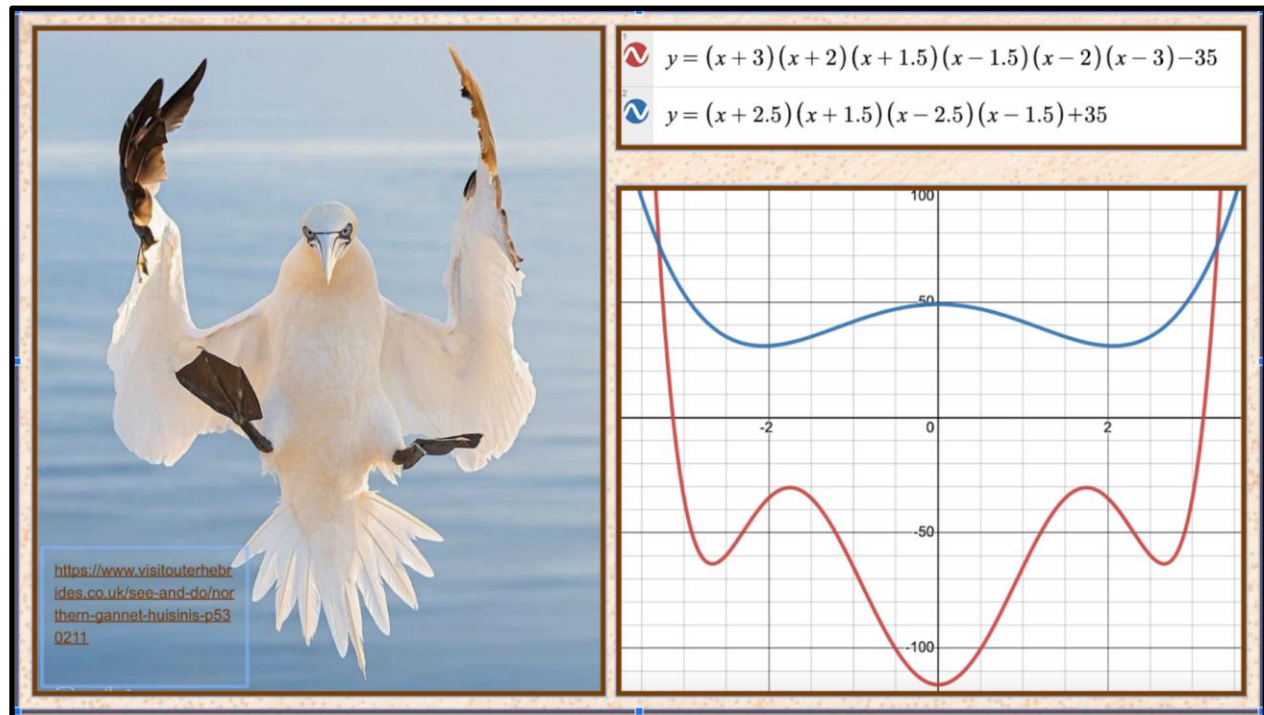 1
y = (x + 3)(x + 2)(x + 1.5)(x − 1.5)(x − 2)(x − 3)−35
2
y = (x + 2.5)(x + 1.5)(x − 2.5)(x − 1.5)+35
https://www.visitouterhebr
ides.co.uk/see-and-do/nor
thern-gannet-huisinis-p53
0211
100
50
-2
0
2
-50
-100